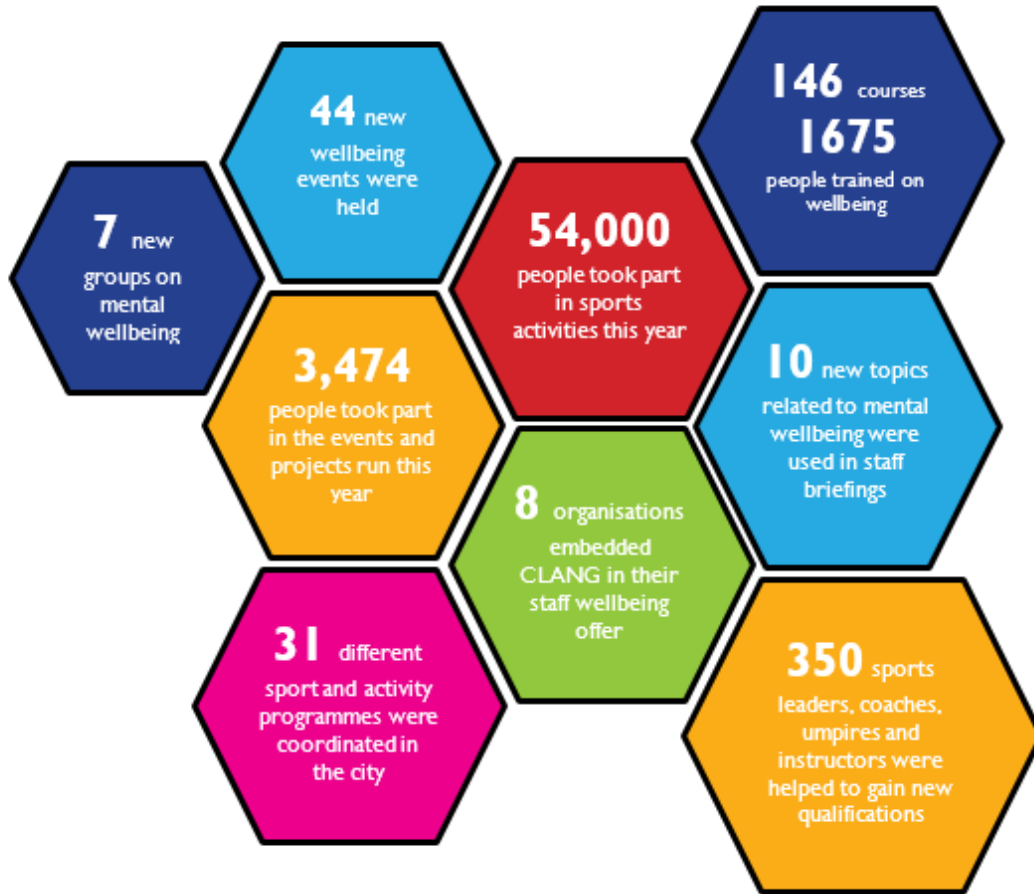 44 new
wellbeing
events were
held
146 courses
1675
people trained on
wellbeing
7 new
groups on
mental
wellbeing
54,000
people took part
in sports
activities this year
3,474
people took part
in the events and
projects run this
year
10 new topics
related to mental
wellbeing were
used in staff
briefings
8 organisations
embedded
CLANG in their
staff wellbeing
offer
31 different
sport and activity
programmes were
coordinated in
the city
350 sports
leaders, coaches,
umpires and
instructors were
helped to gain new
qualifications